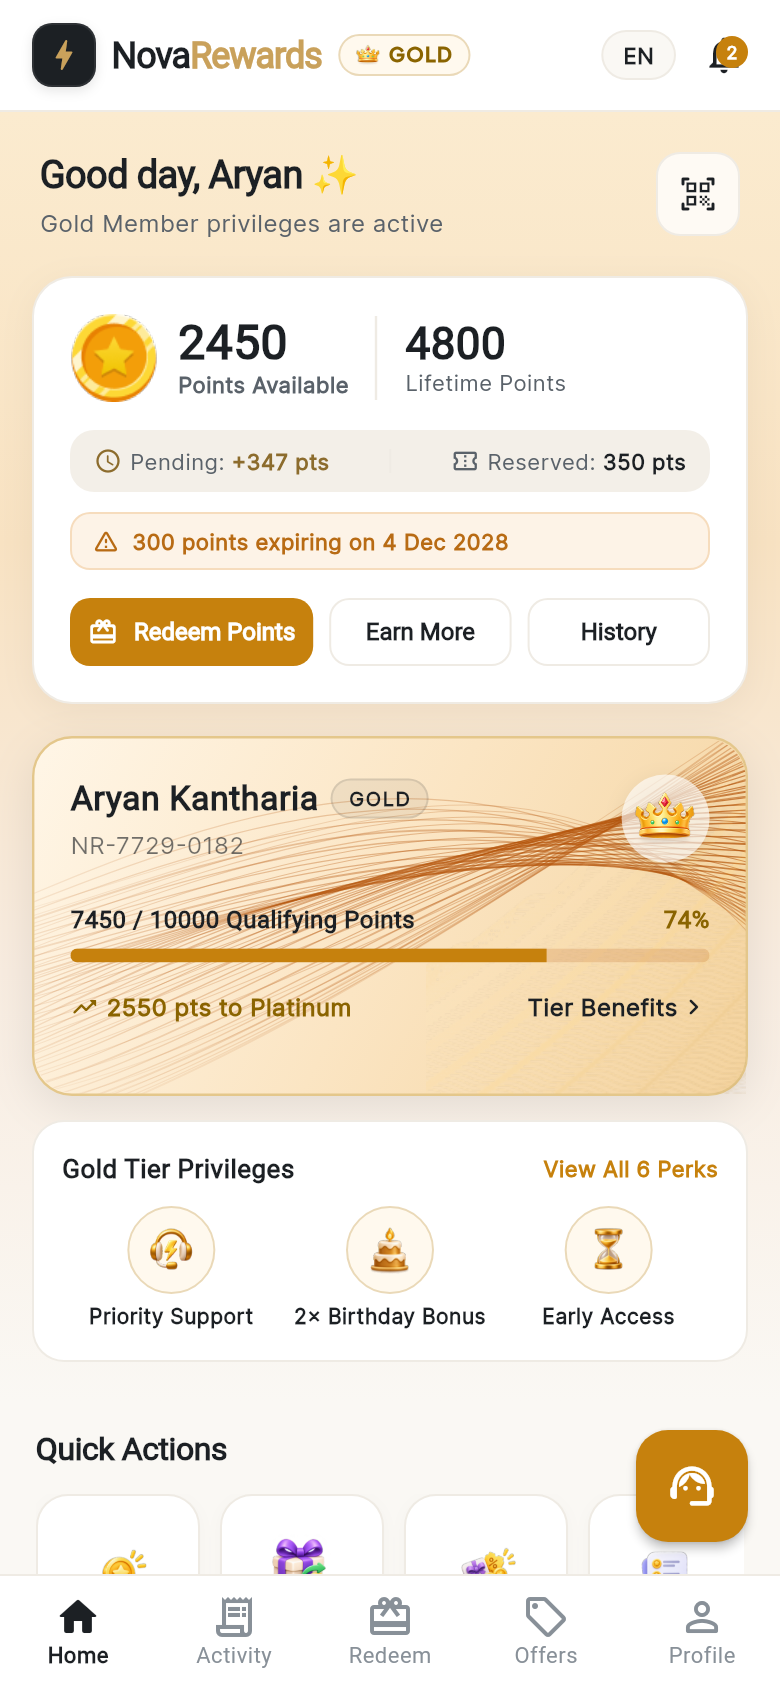 NovaRewards
GOLD
EN
2
Good day, Aryan ✨
Gold Member privileges are active
2450
Points Available
4800
Lifetime Points
Pending: +347 pts
Reserved: 350 pts
300 points expiring on 4 Dec 2028
Redeem Points
Earn More
History
Aryan Kantharia
GOLD
NR-7729-0182
7450 / 10000 Qualifying Points
74%
2550 pts to Platinum
Tier Benefits
Gold Tier Privileges
View All 6 Perks
Priority Support
2× Birthday Bonus
Early Access
Quick Actions
Home
Activity
Redeem
Offers
Profile